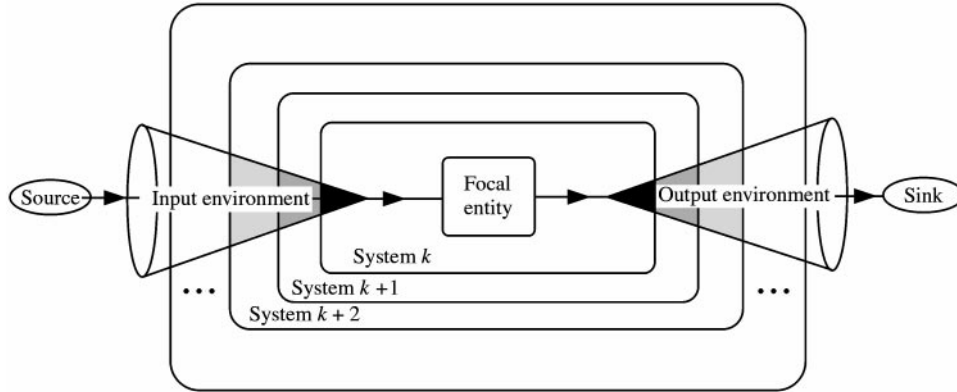 Source
Input environment
Focal
entity
Output environment
Sink
System k
System k +1
System k + 2
...
...